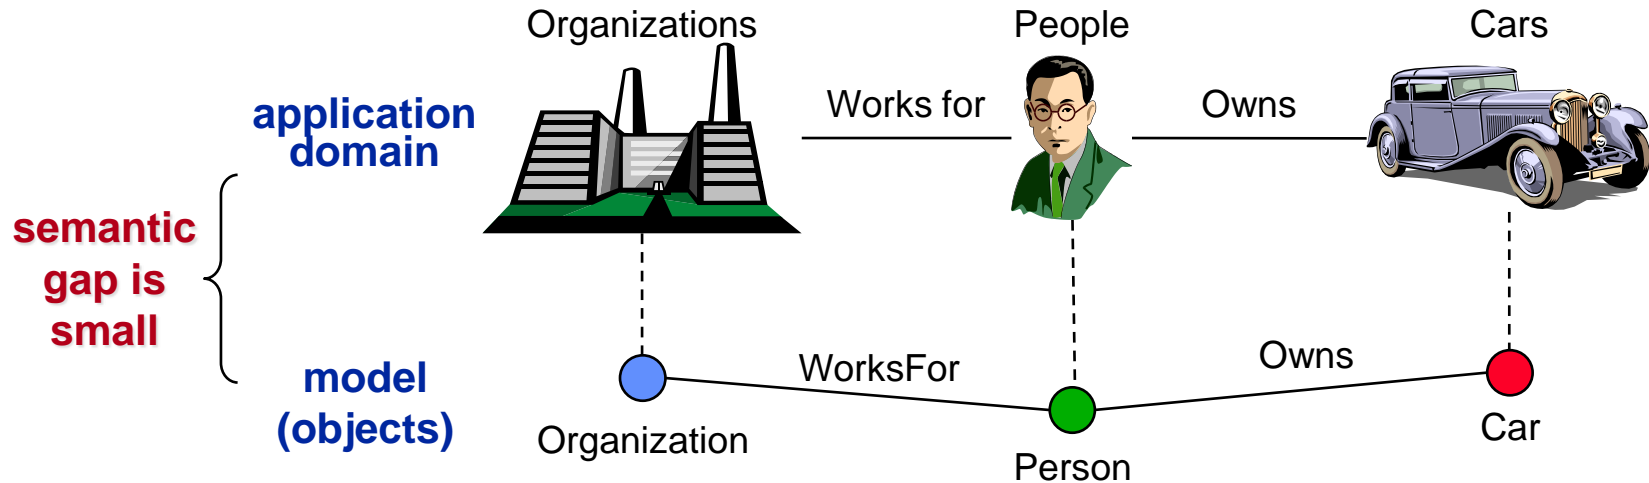 Organizations
People
Cars
application
domain
Works for
Owns
semantic
gap is
small
model
(objects)
WorksFor
Owns
Organization
Person
Car